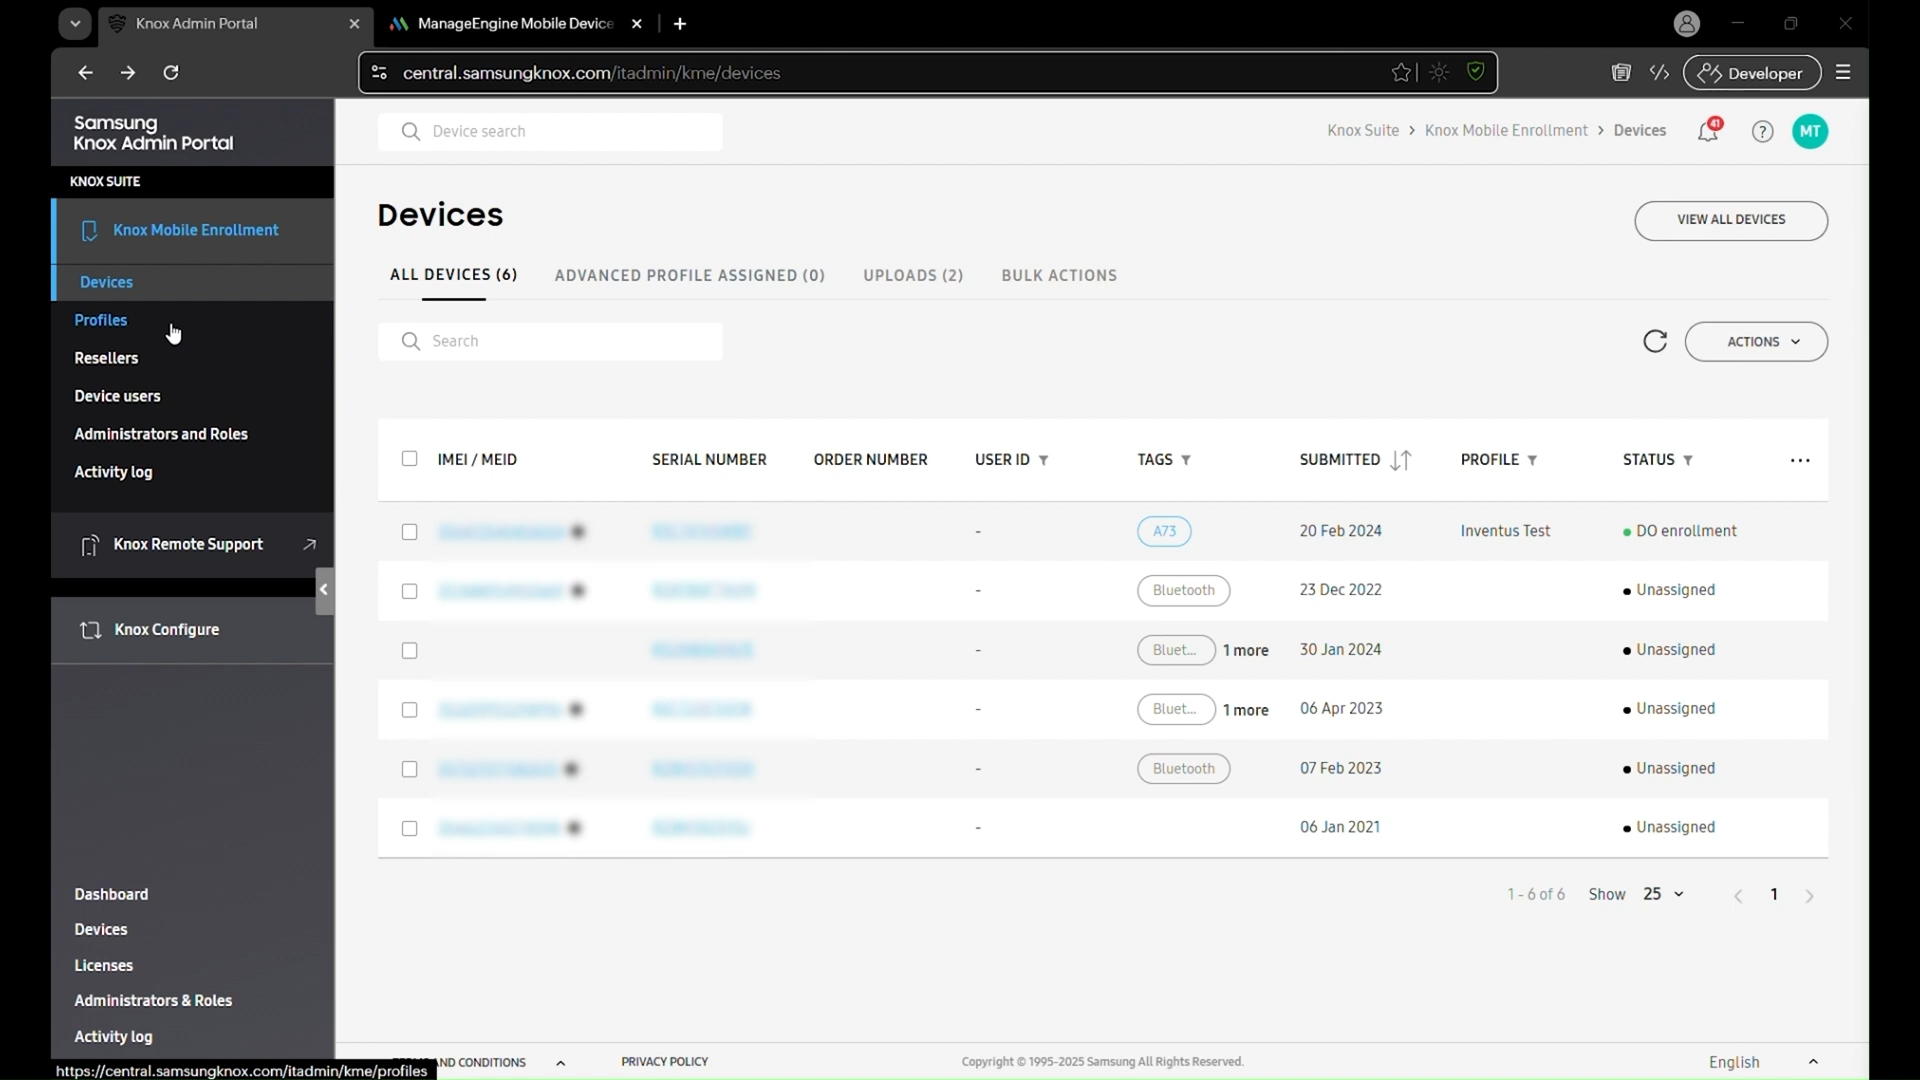 Knox Admin Portal
ManageEngine Mobile Device
central.samsungknox.com/itadmin/kme/devices
Developer
Samsung
Knox Admin Portal
KNOX SUITE
Knox Mobile Enrollment
Devices
Profiles
Resellers
Device users
Administrators and Roles
Activity log
Knox Remote Support
Knox Configure
Dashboard
Devices
Licenses
Administrators & Roles
Activity log
https://central.samsungknox.com/itadmin/kme/profiles
Device search
Knox Suite > Knox Mobile Enrollment > Devices
41
?
MT
Devices
VIEW ALL DEVICES
ALL DEVICES (6) ADVANCED PROFILE ASSIGNED (0) UPLOADS (2) BULK ACTIONS
Search
ACTIONS
IMEI / MEID SERIAL NUMBER ORDER NUMBER USER ID TAGS SUBMITTED PROFILE STATUS ...
- A73 20 Feb 2024 Inventus Test DO enrollment
- Bluetooth 23 Dec 2022 Unassigned
- Bluet... 1 more 30 Jan 2024 Unassigned
- Bluet... 1 more 06 Apr 2023 Unassigned
- Bluetooth 07 Feb 2023 Unassigned
- 06 Jan 2021 Unassigned
1 - 6 of 6 Show 25 < 1 >
AND CONDITIONS PRIVACY POLICY Copyright © 1995-2025 Samsung All Rights Reserved. English